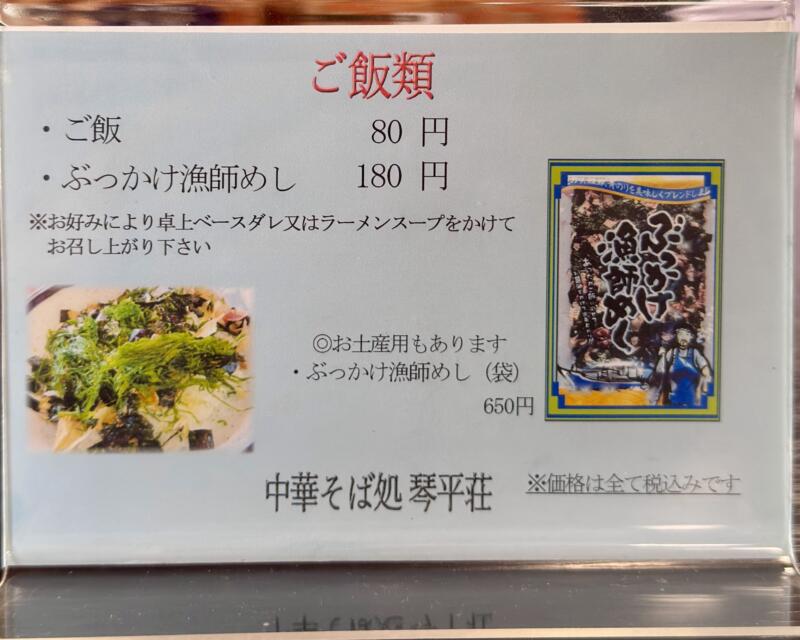 ご飯類
・ご飯 80 円
・ぶっかけ漁師めし 180 円
※お好みにより卓上ベースダレ又はラーメンスープをかけて
お召し上がり下さい
ぶっかけ
漁師めし
◎お土産用もあります
・ぶっかけ漁師めし（袋）
650円
中華そば処 琴平荘
※価格は全て税込みです